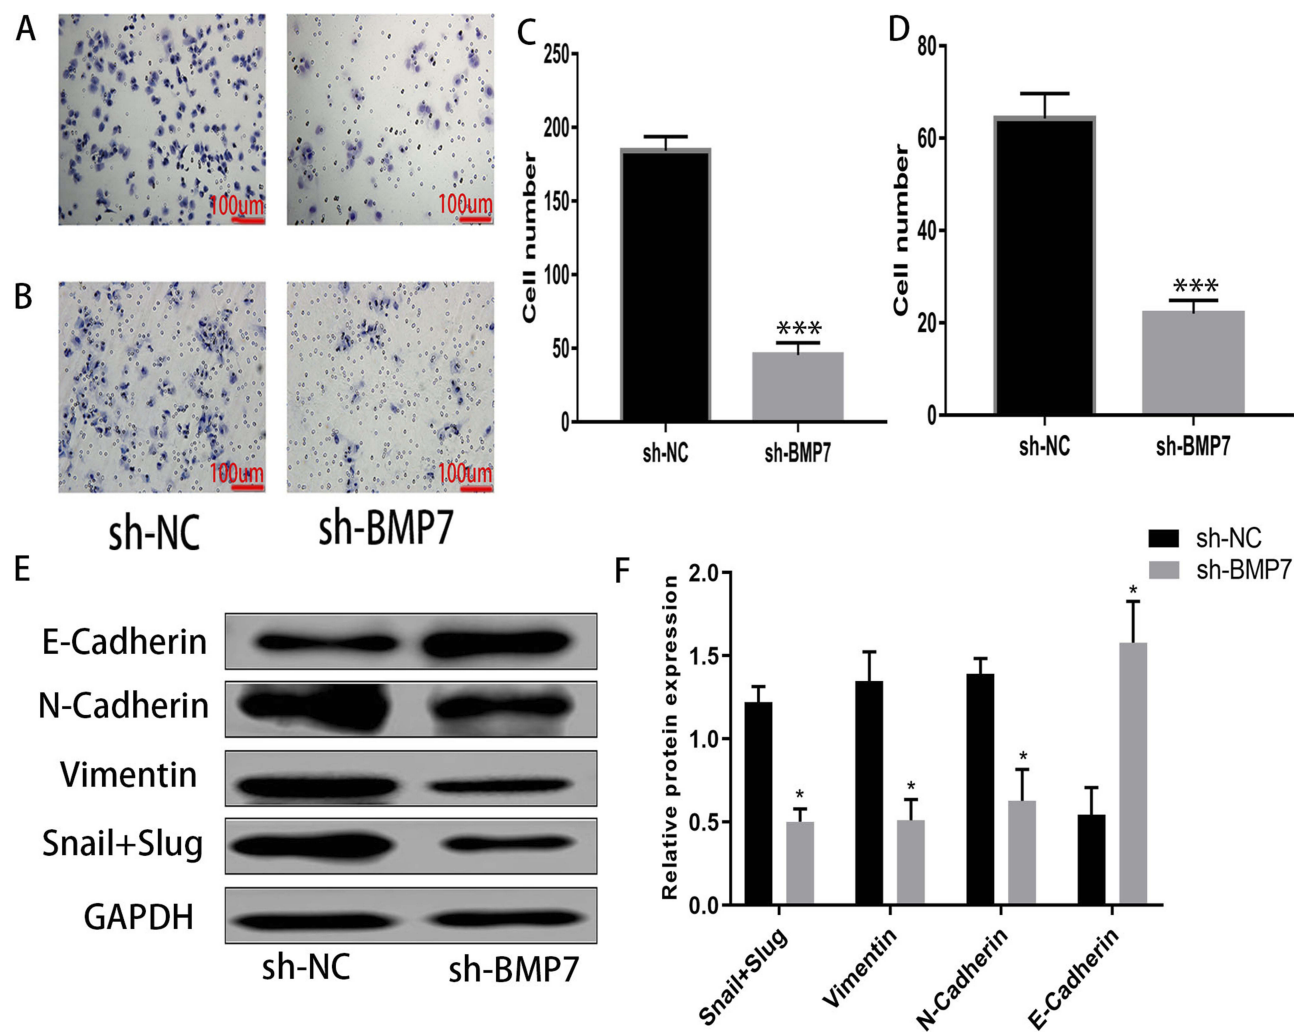 A
100um
100um
B
100um
100um
sh-NC
sh-BMP7
C
Cell number
250
200
150
100
50
0
***
sh-NC
sh-BMP7
D
Cell number
80
60
40
20
0
***
sh-NC
sh-BMP7
E
E-Cadherin
N-Cadherin
Vimentin
Snail+Slug
GAPDH
sh-NC
sh-BMP7
F
sh-NC
sh-BMP7
Relative protein expression
2.0
1.5
1.0
0.5
0.0
*
*
*
*
Snail+Slug
Vimentin
N-Cadherin
E-Cadherin